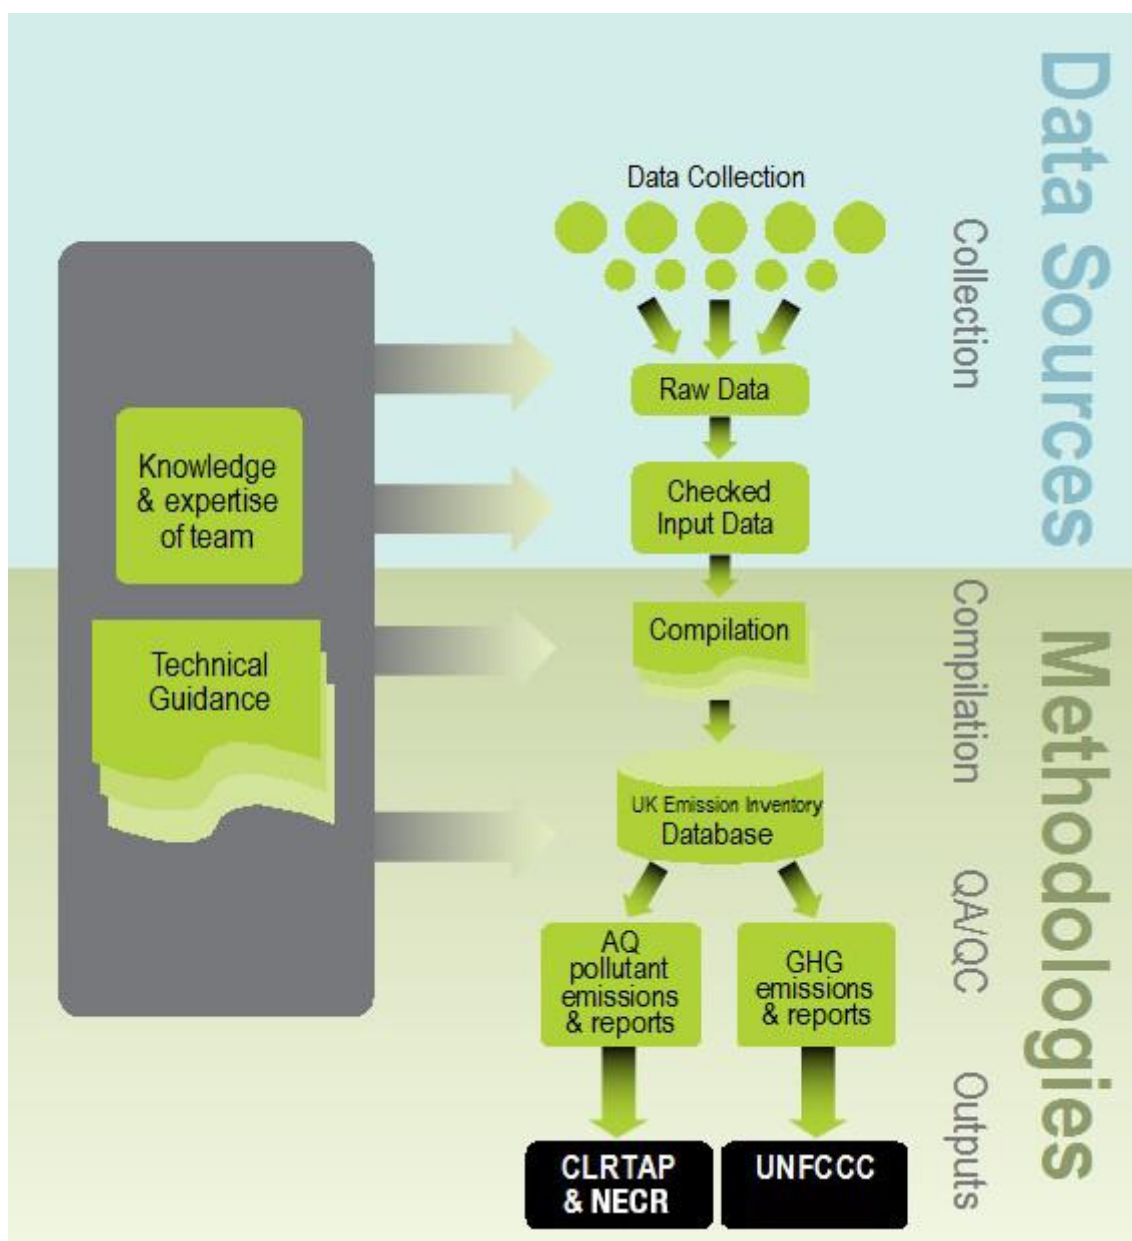 Data Sources
Data Collection
Collection
Raw Data
Knowledge
& expertise
of team
Checked
Input Data
Compilation
Methodologies
Technical
Guidance
Compilation
UK Emission Inventory
Database
QA/QC
AQ
pollutant
emissions
& reports
GHG
emissions
& reports
Outputs
CLRTAP
& NECR
UNFCCC